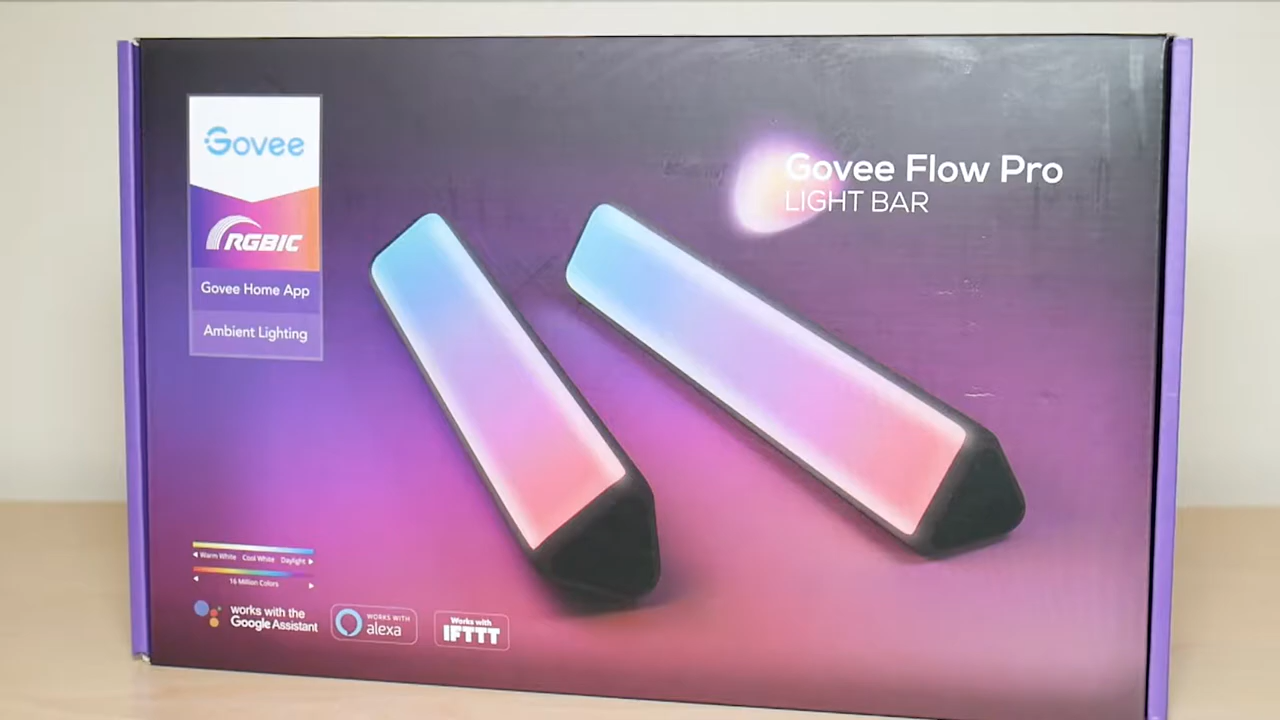 Govee
RGBIC
Govee Home App
Ambient Lighting
Govee Flow Pro
LIGHT BAR
Warm White Cool White Daylight
16 Million Colors
works with the
Google Assistant
WORKS WITH
alexa
Works with
IFTTT